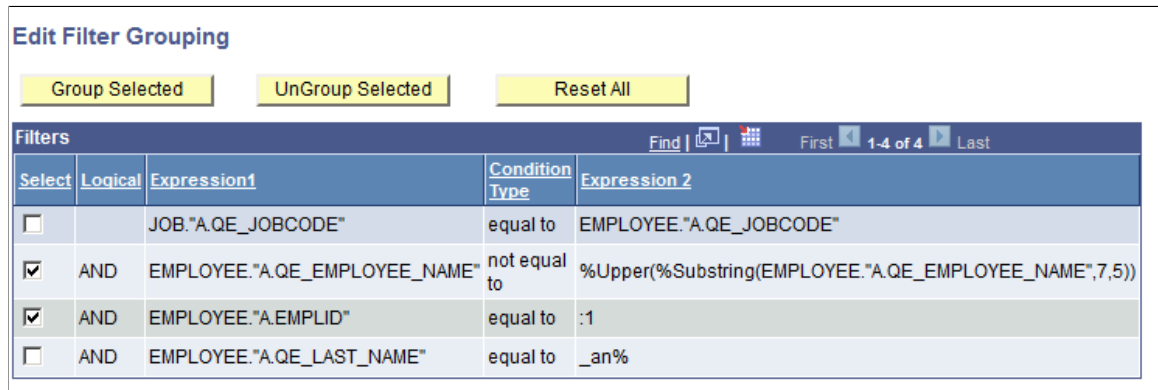 Edit Filter Grouping
Group Selected UnGroup Selected Reset All
Filters Find | | First 1-4 of 4 Last
Select Logical Expression1 Condition Type Expression 2
JOB."A.QE_JOBCODE" equal to EMPLOYEE."A.QE_JOBCODE"
AND EMPLOYEE."A.QE_EMPLOYEE_NAME" not equal to %Upper(%Substring(EMPLOYEE."A.QE_EMPLOYEE_NAME",7,5))
AND EMPLOYEE."A.EMPLID" equal to :1
AND EMPLOYEE."A.QE_LAST_NAME" equal to _an%